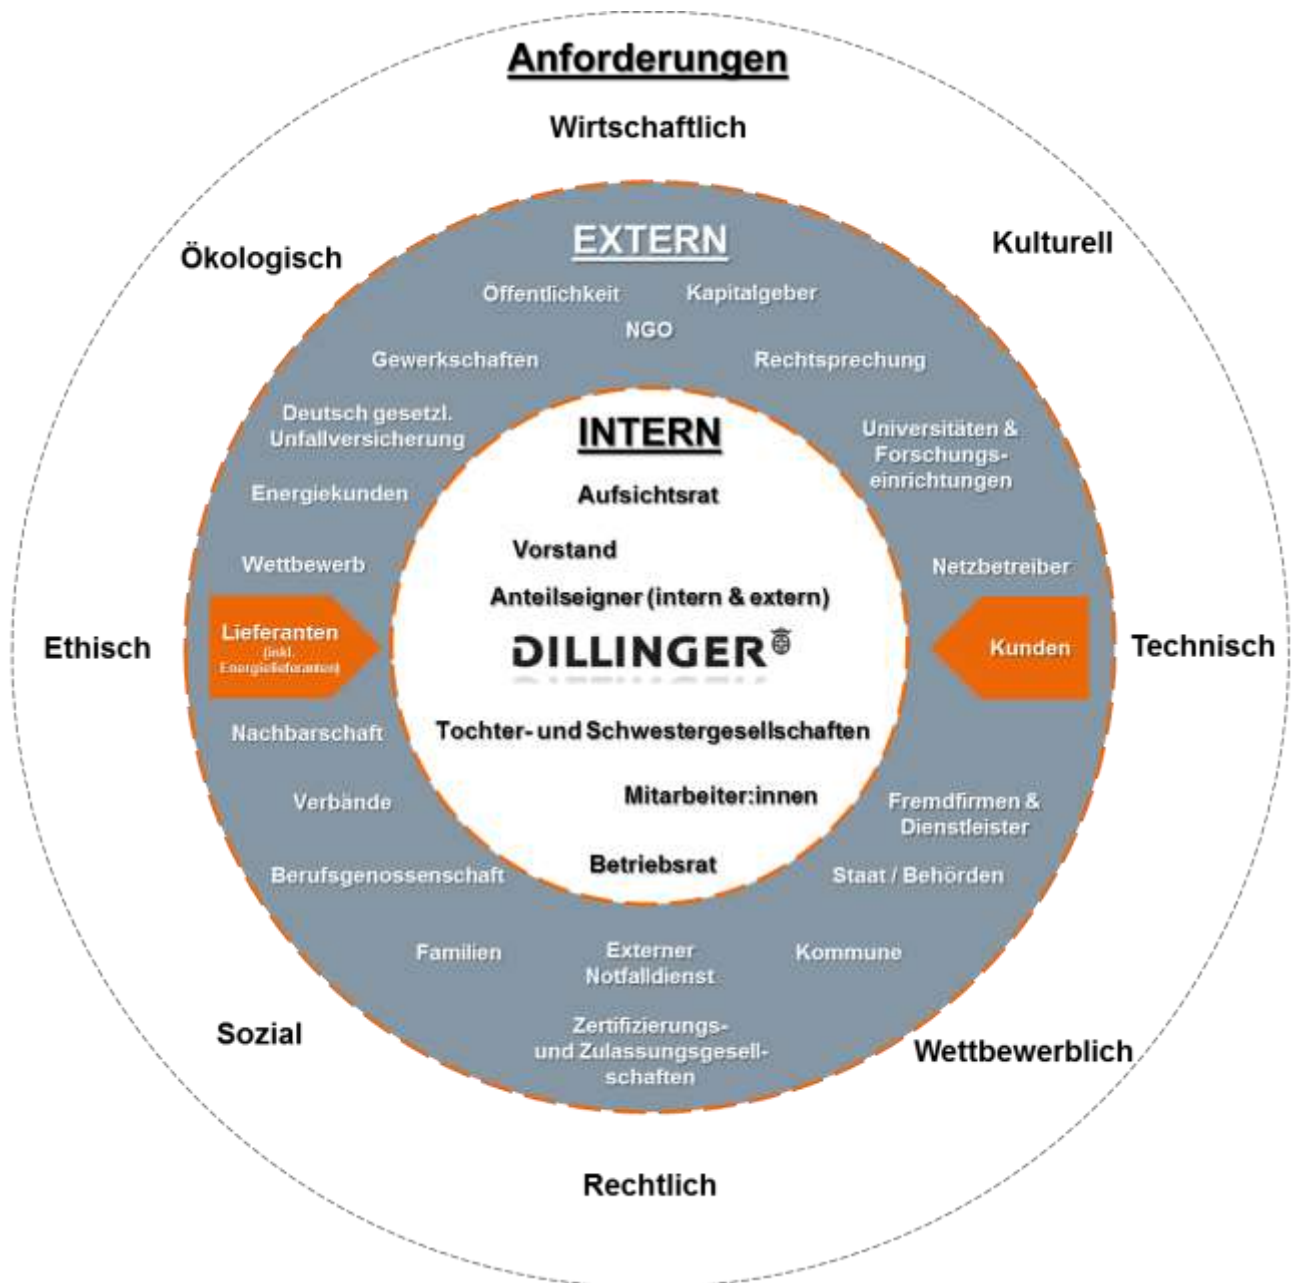 Anforderungen
Wirtschaftlich
Ökologisch
Kulturell
EXTERN
Öffentlichkeit
Kapitalgeber
NGO
Gewerkschaften
Rechtsprechung
Deutsch gesetzl.
Unfallversicherung
Universitäten &
Forschungs-
einrichtungen
Energiekunden
Wettbewerb
Netzbetreiber
INTERN
Aufsichtsrat
Vorstand
Anteilseigner (intern & extern)
DILLINGER
Ethisch
Lieferanten
(inkl.
Energielieferanten)
Kunden
Technisch
Tochter- und Schwestergesellschaften
Mitarbeiter:innen
Betriebsrat
Nachbarschaft
Verbände
Fremdfirmen &
Dienstleister
Berufsgenossenschaft
Staat / Behörden
Familien
Externer
Notfalldienst
Kommune
Zertifizierungs-
und Zulassungsgesell-
schaften
Sozial
Wettbewerblich
Rechtlich